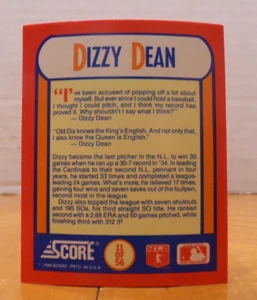 DIZZY DEAN
"I've been accused of popping off a lot about
myself. But ever since I could hold a baseball,
I thought I could pitch, and I think my record has
proved it. Why shouldn't I say what I think?"
— Dizzy Dean
"Old Diz knows the King's English. And not only that,
I also know the Queen is English."
— Dizzy Dean
Dizzy became the last pitcher in the N.L. to win 30
games when he ran up a 30-7 record in '34. In leading
the Cardinals to their second N.L. pennant in four
years, he started 33 times and completed a league-
leading 24. What's more, he relieved 17 times,
gaining four wins and seven saves out of the bullpen,
second most in the league.
Dizzy also topped the league with seven shutouts
and 195 SOs, his third straight SO title. He ranked
second with a 2.66 ERA and 50 games pitched, while
finishing third with 312 IP.
SCORE
11
OF
56